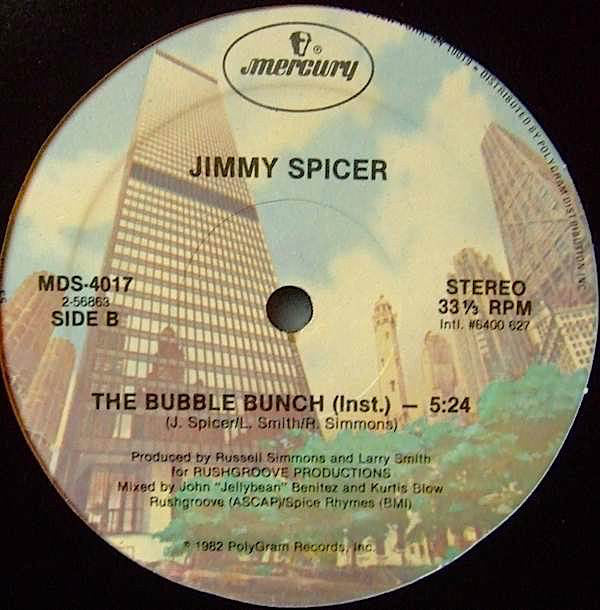 mercury
®
JIMMY SPICER
MDS-4017
2-56863
SIDE B
STEREO
33⅓ RPM
Intl. #6400 627
THE BUBBLE BUNCH (Inst.) — 5:24
(J. Spicer/L. Smith/R. Simmons)
Produced by Russell Simmons and Larry Smith
for RUSHGROOVE PRODUCTIONS
Mixed by John "Jellybean" Benitez and Kurtis Blow
Rushgroove (ASCAP)/Spice Rhymes (BMI)
℗ 1982 PolyGram Records, Inc.
10019 • DISTRIBUTED BY POLYGRAM DISTRIBUTION INC